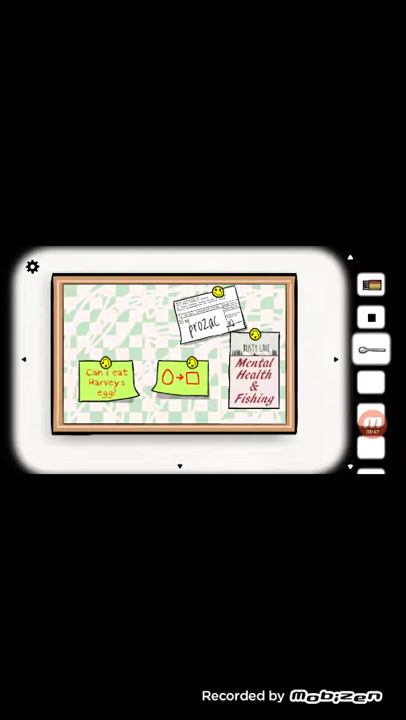 prozac
RUSTY LAKE
Mental
Health
&
Fishing
Can I eat
Harvey's
egg?
Recorded by MOBIZEN